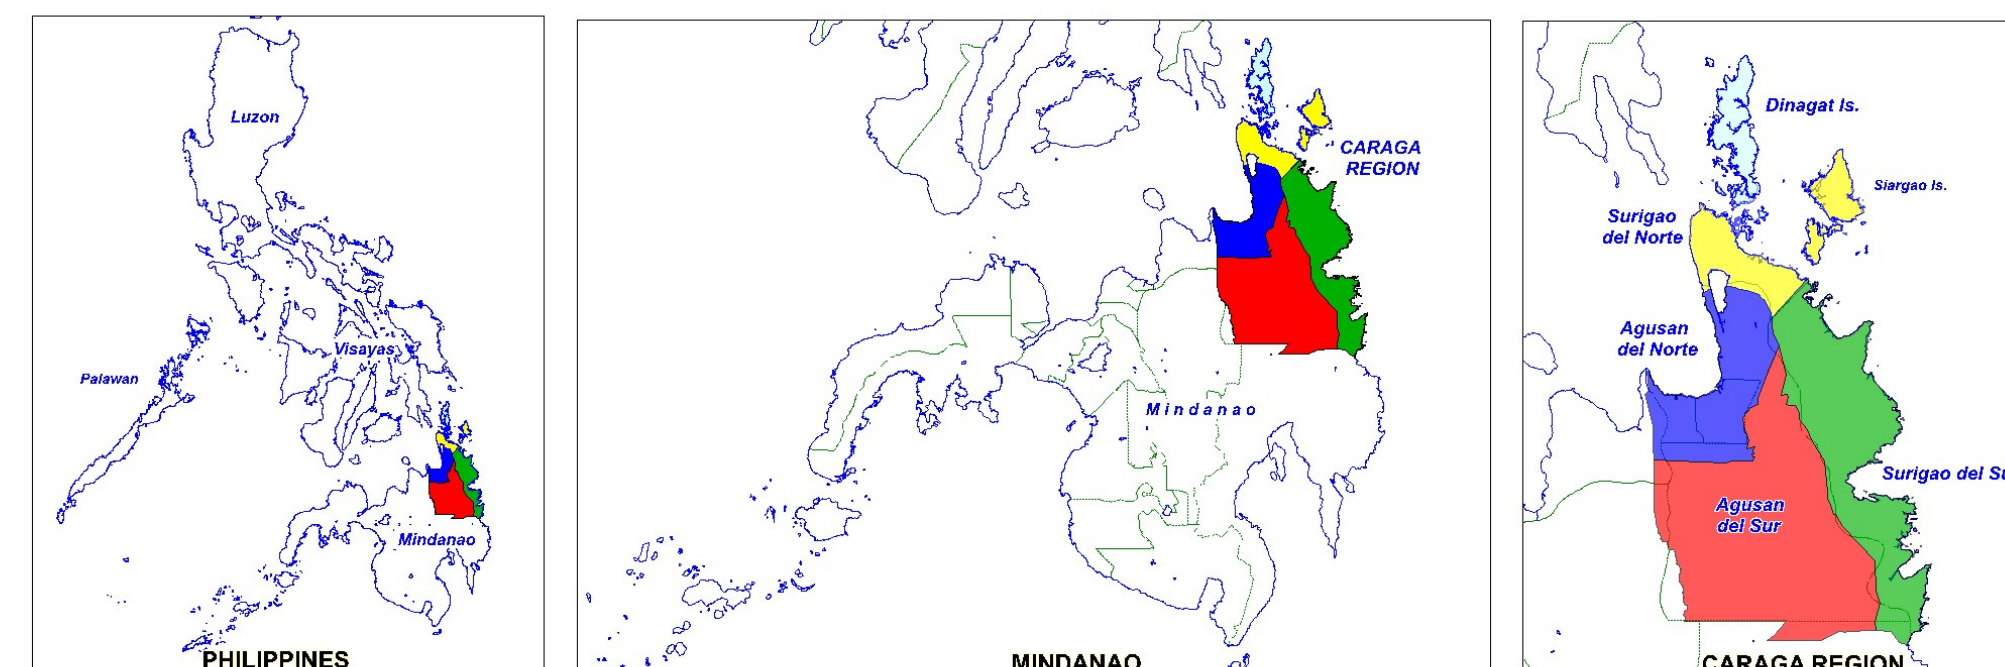 Luzon
Visayas
Palawan
Mindanao
PHILIPPINES
CARAGA
REGION
Mindanao
MINDANAO
Dinagat Is.
Siargao Is.
Surigao
del Norte
Agusan
del Norte
Surigao del Su
Agusan
del Sur
CARAGA REGION